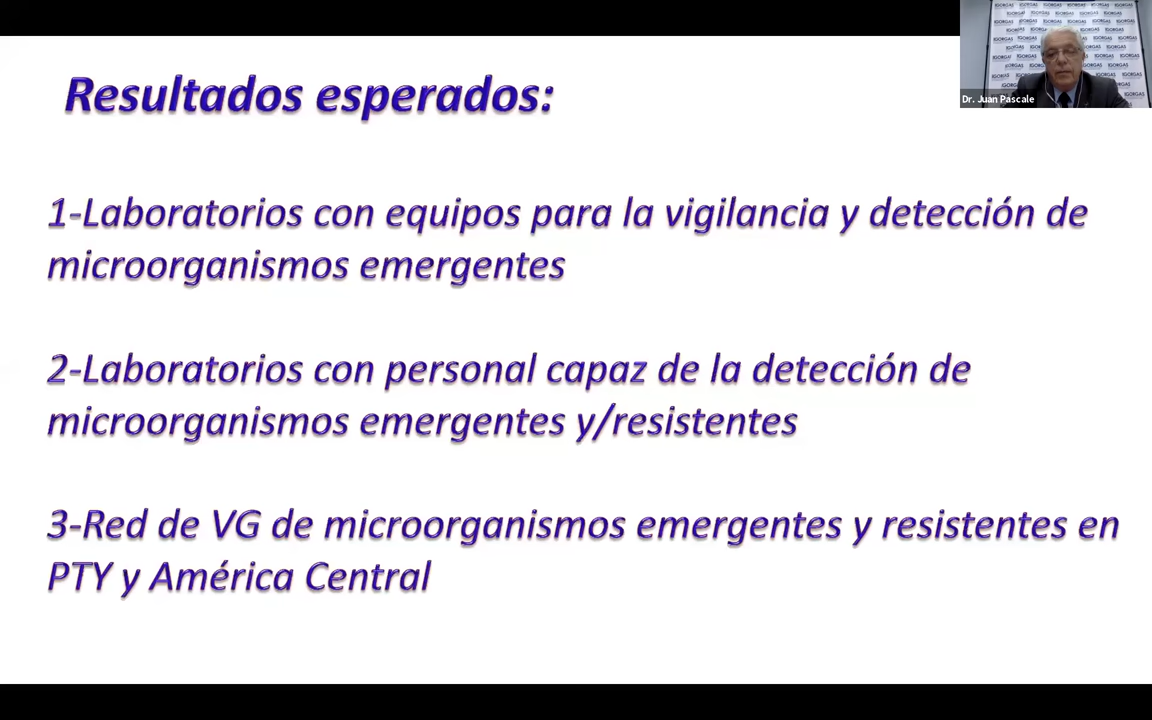 Resultados esperados:
1-Laboratorios con equipos para la vigilancia y detección de
microorganismos emergentes
2-Laboratorios con personal capaz de la detección de
microorganismos emergentes y/resistentes
3-Red de VG de microorganismos emergentes y resistentes en
PTY y América Central
IGORGAS
Dr. Juan Pascale